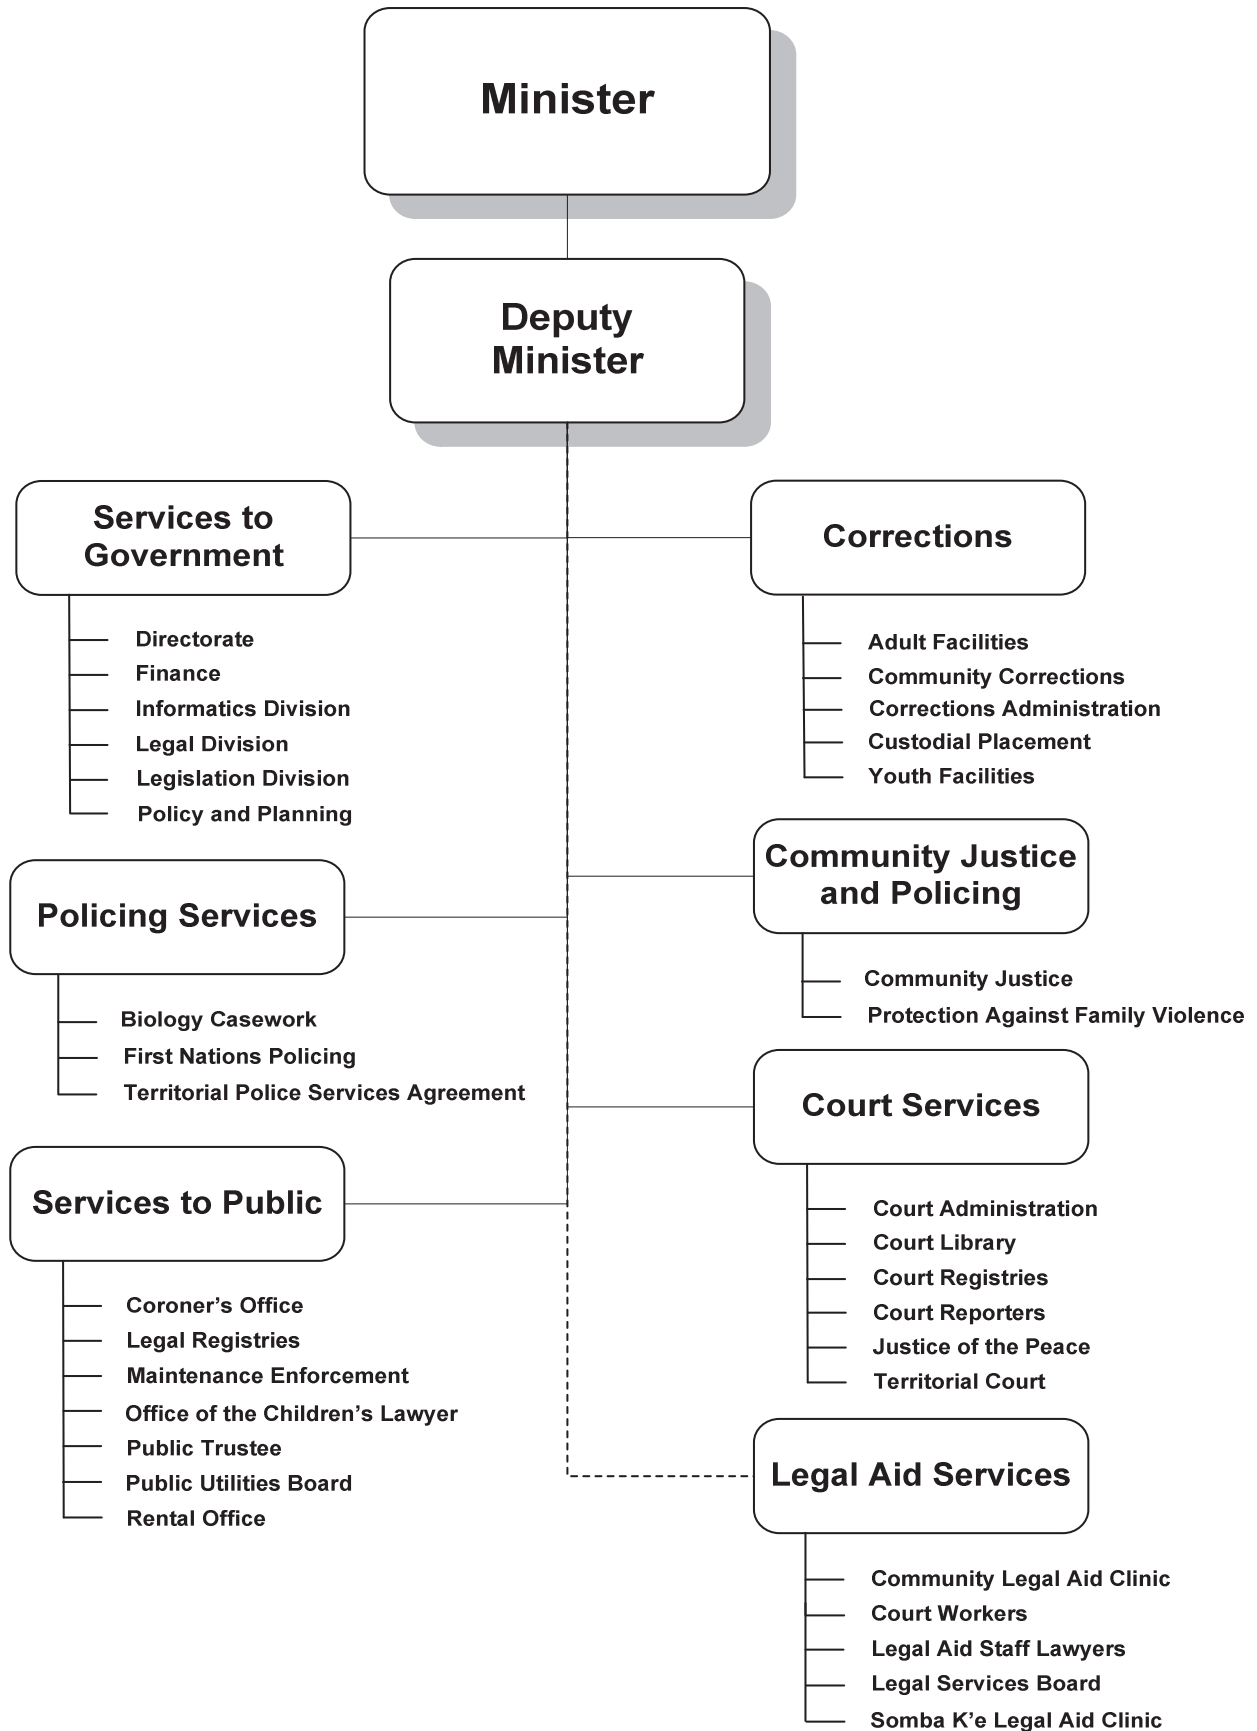 Minister
Deputy
Minister
Services to
Government
Directorate
Finance
Informatics Division
Legal Division
Legislation Division
Policy and Planning
Corrections
Adult Facilities
Community Corrections
Corrections Administration
Custodial Placement
Youth Facilities
Policing Services
Biology Casework
First Nations Policing
Territorial Police Services Agreement
Community Justice
and Policing
Community Justice
Protection Against Family Violence
Services to Public
Coroner’s Office
Legal Registries
Maintenance Enforcement
Office of the Children’s Lawyer
Public Trustee
Public Utilities Board
Rental Office
Court Services
Court Administration
Court Library
Court Registries
Court Reporters
Justice of the Peace
Territorial Court
Legal Aid Services
Community Legal Aid Clinic
Court Workers
Legal Aid Staff Lawyers
Legal Services Board
Somba K’e Legal Aid Clinic